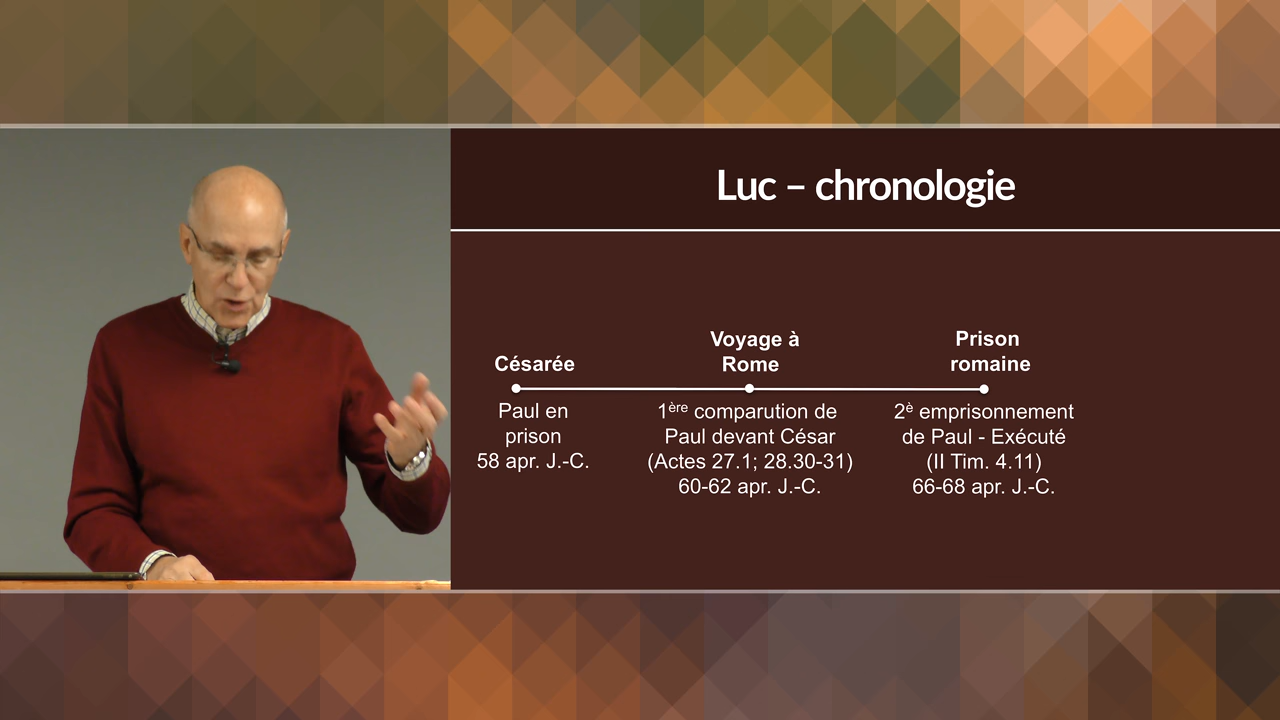 Luc – chronologie
Césarée
Paul en
prison
58 apr. J.-C.
Voyage à
Rome
1ère comparution de
Paul devant César
(Actes 27.1; 28.30-31)
60-62 apr. J.-C.
Prison
romaine
2è emprisonnement
de Paul - Exécuté
(II Tim. 4.11)
66-68 apr. J.-C.